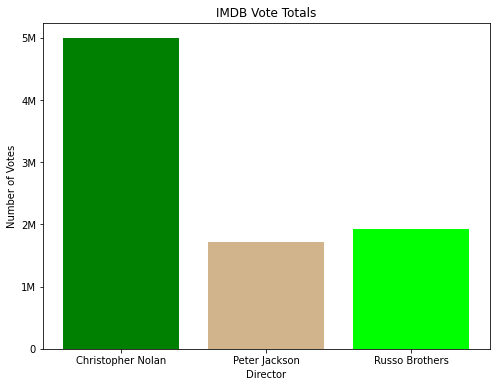 IMDB Vote Totals
Number of Votes
5M
4M
3M
2M
1M
0
Christopher Nolan Peter Jackson Russo Brothers
Director